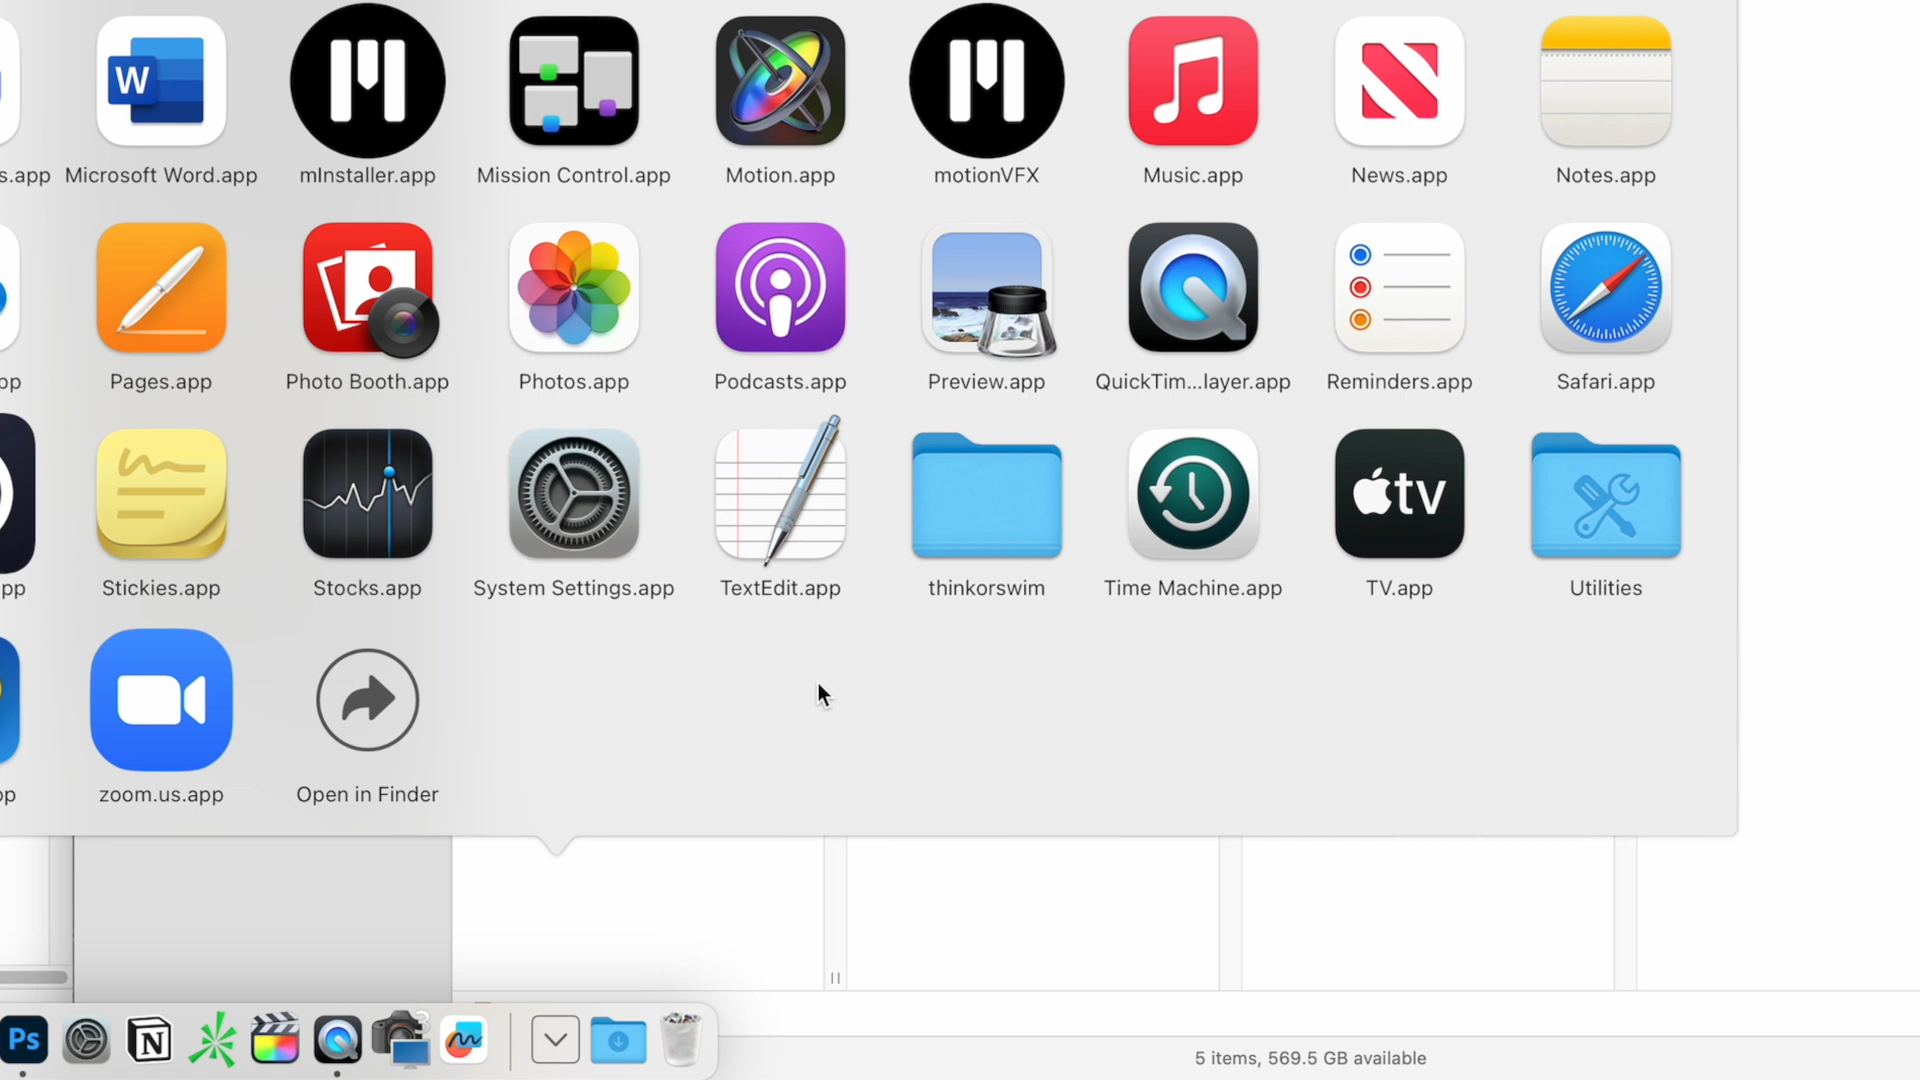 W
s.app Microsoft Word.app mInstaller.app Mission Control.app Motion.app motionVFX Music.app News.app Notes.app
pp Pages.app Photo Booth.app Photos.app Podcasts.app Preview.app QuickTim...layer.app Reminders.app Safari.app
tv
pp Stickies.app Stocks.app System Settings.app TextEdit.app thinkorswim Time Machine.app TV.app Utilities
pp zoom.us.app Open in Finder
Ps N
5 items, 569.5 GB available